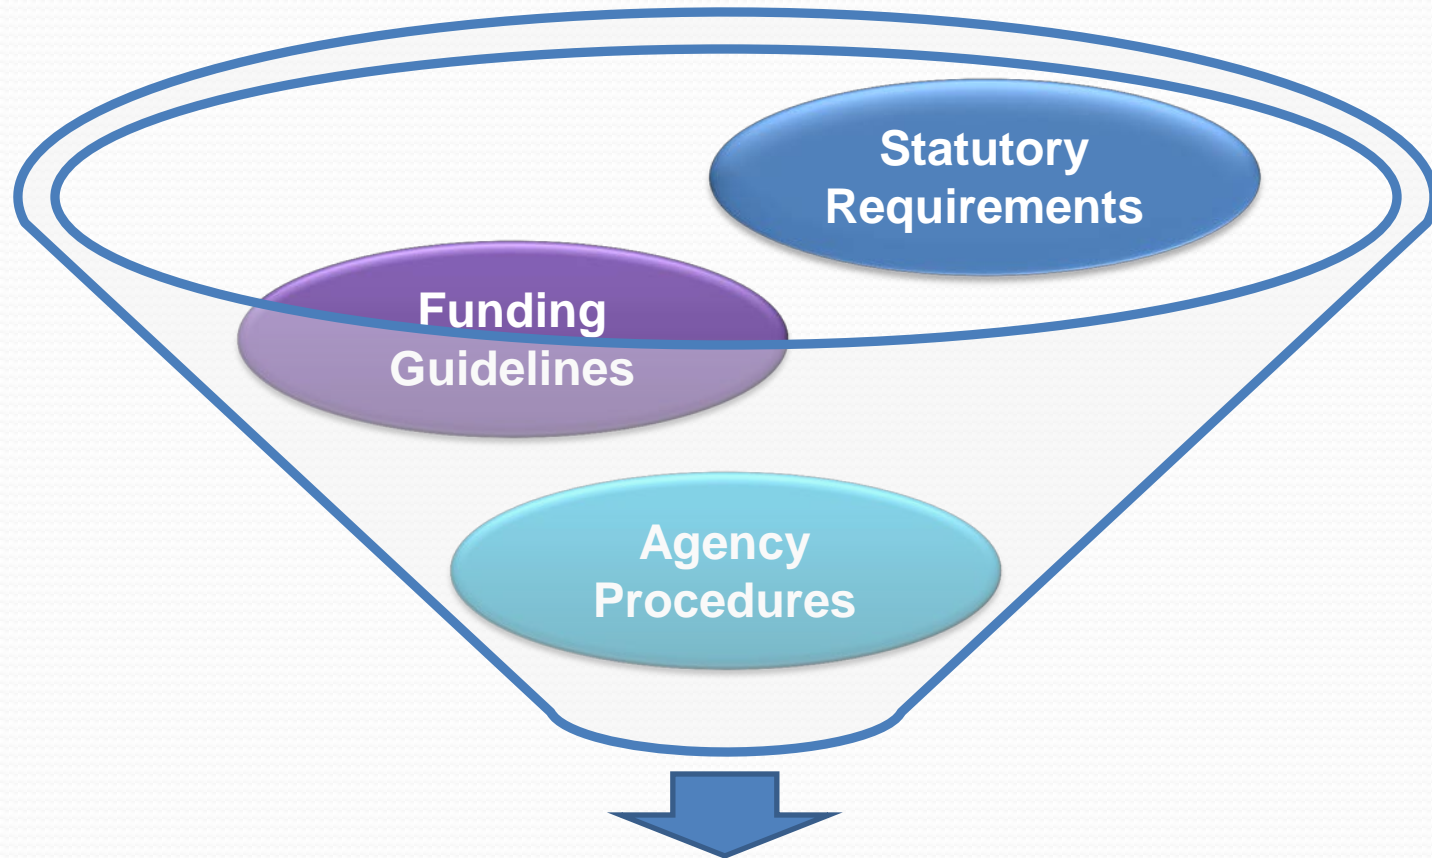 Statutory
Requirements
Funding
Guidelines
Agency
Procedures